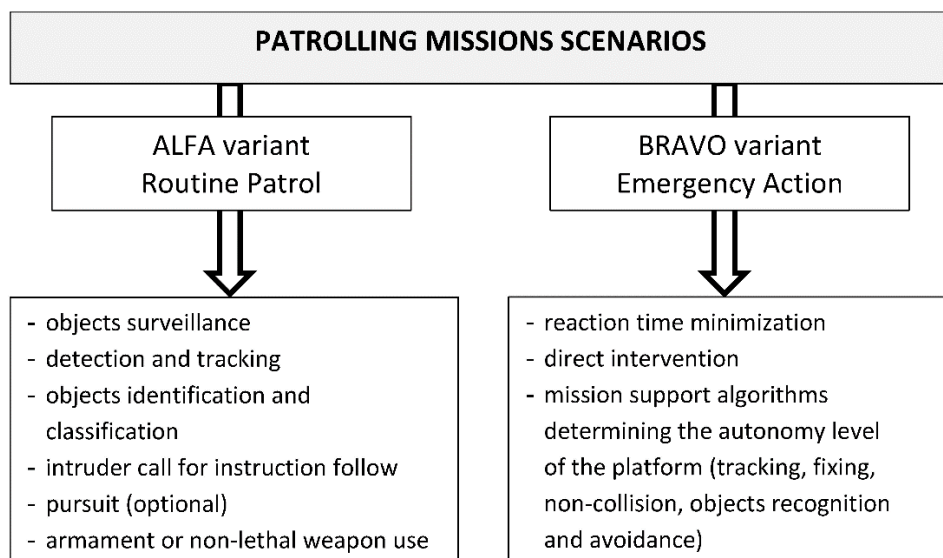 PATROLLING MISSIONS SCENARIOS
ALFA variant
Routine Patrol
BRAVO variant
Emergency Action
- objects surveillance
- detection and tracking
- objects identification and
classification
- intruder call for instruction follow
- pursuit (optional)
- armament or non-lethal weapon use
- reaction time minimization
- direct intervention
- mission support algorithms
determining the autonomy level
of the platform (tracking, fixing,
non-collision, objects recognition
and avoidance)